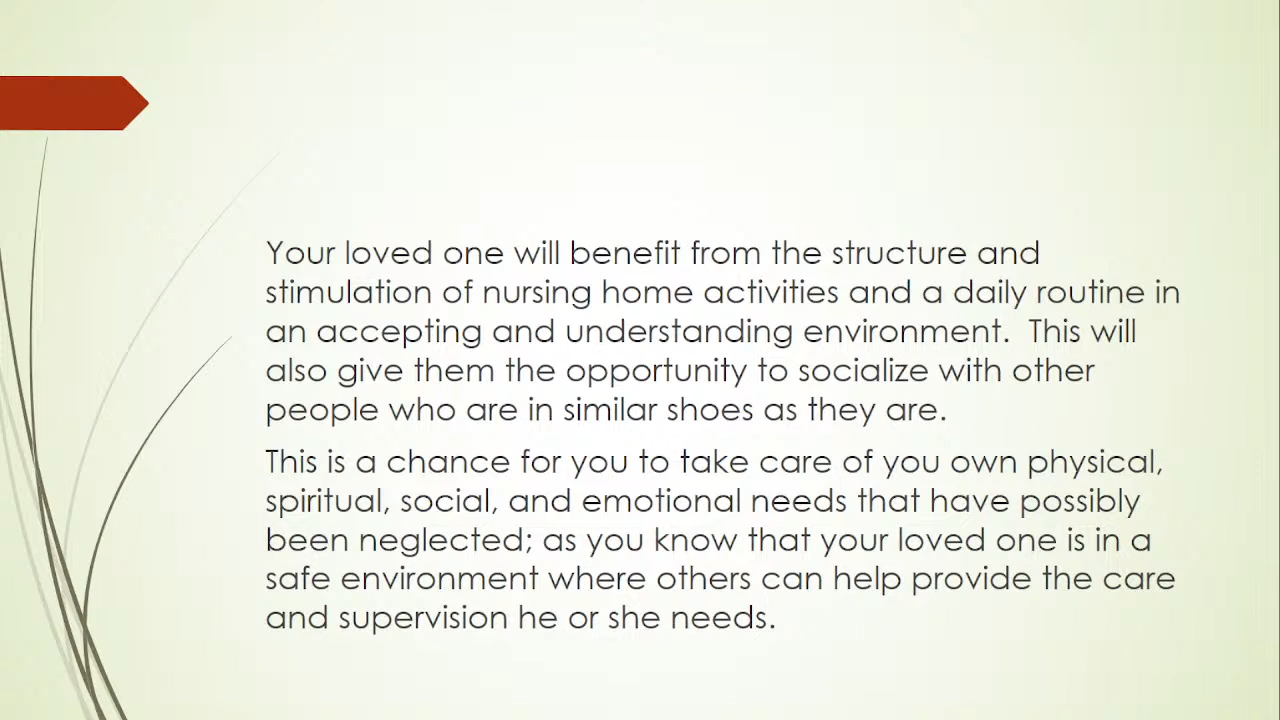 Your loved one will benefit from the structure and
stimulation of nursing home activities and a daily routine in
an accepting and understanding environment.  This will
also give them the opportunity to socialize with other
people who are in similar shoes as they are.
This is a chance for you to take care of you own physical,
spiritual, social, and emotional needs that have possibly
been neglected; as you know that your loved one is in a
safe environment where others can help provide the care
and supervision he or she needs.